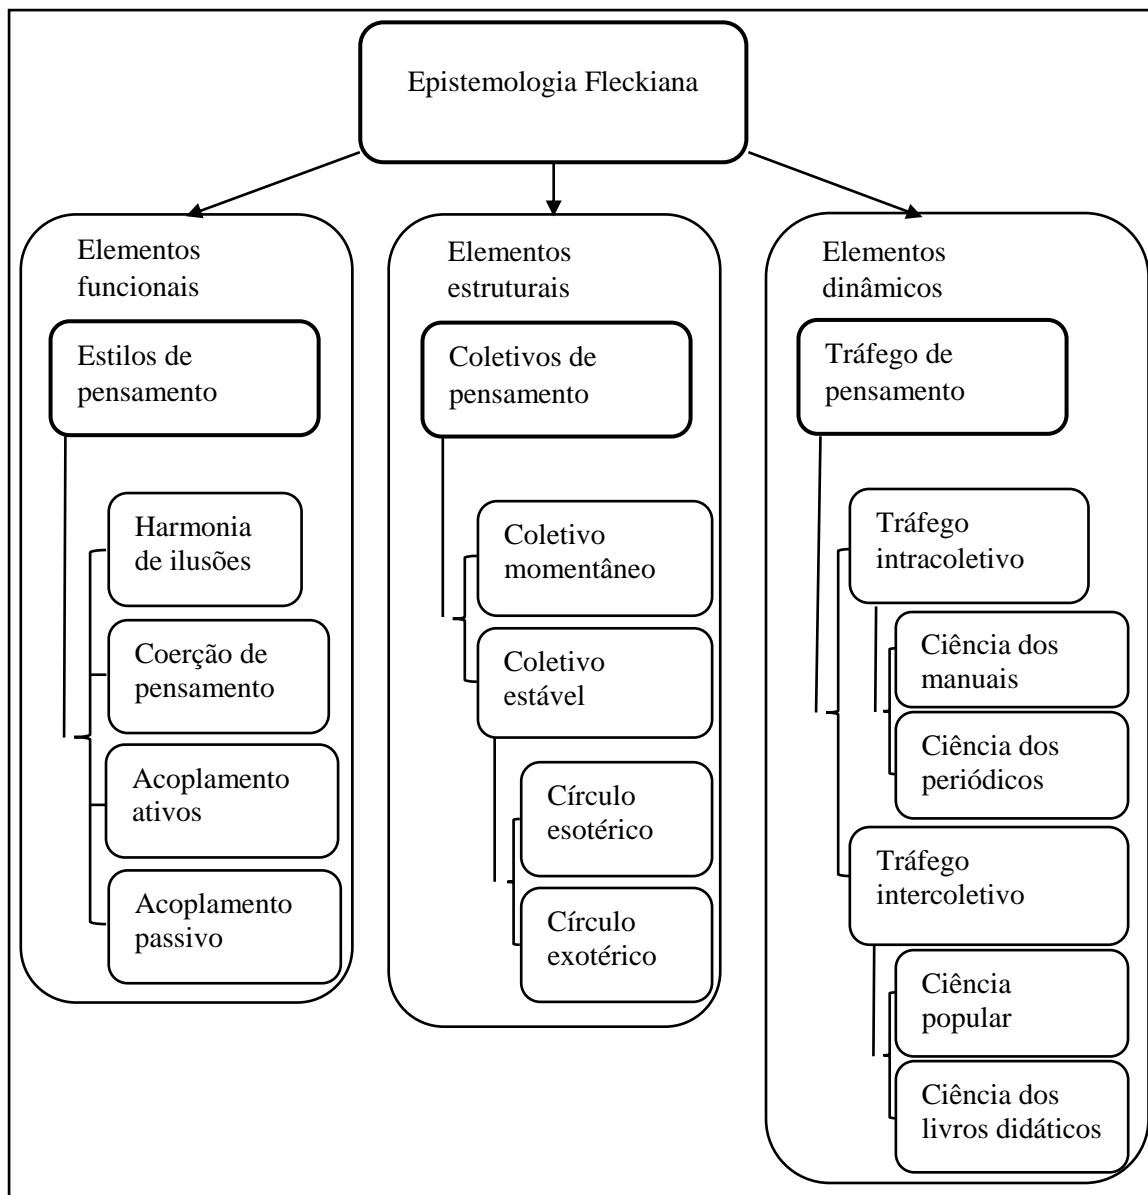 Epistemologia Fleckiana
Elementos
funcionais
Estilos de
pensamento
Harmonia
de ilusões
Coerção de
pensamento
Acoplamento
ativos
Acoplamento
passivo
Elementos
estruturais
Coletivos de
pensamento
Coletivo
momentâneo
Coletivo
estável
Círculo
esotérico
Círculo
exotérico
Elementos
dinâmicos
Tráfego de
pensamento
Tráfego
intracoletivo
Ciência dos
manuais
Ciência dos
periódicos
Tráfego
intercoletivo
Ciência
popular
Ciência dos
livros didáticos